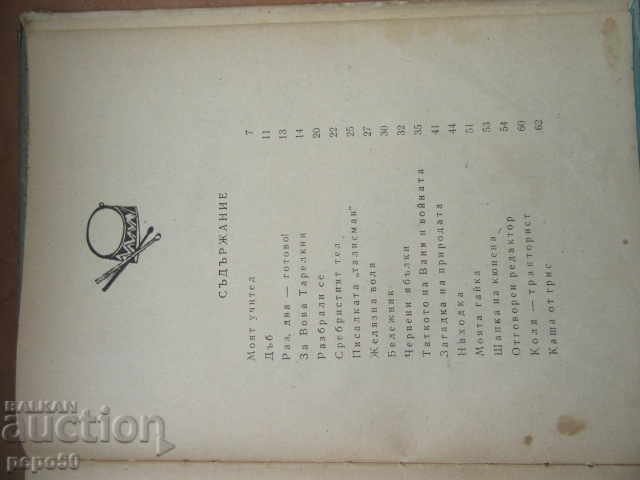 СЪДЪРЖАНИЕ
Моят учител 7
Дъб 11
Раз, два — готово! 13
За Вова Тарелкин 14
Разбрали се 20
Сребристият тел 22
Писалката „талисман“ 25
Желязна воля 27
Бележник 30
Червени ябълки 32
Таткото на Ваня и войната 35
Загадка на природата 41
Находка 44
Моята гайка 51
Шапка на кюнеца 53
Отговорен редактор 54
Коля — тракторист 60
Каша от грис 62
BALKAN
auction
pepo50